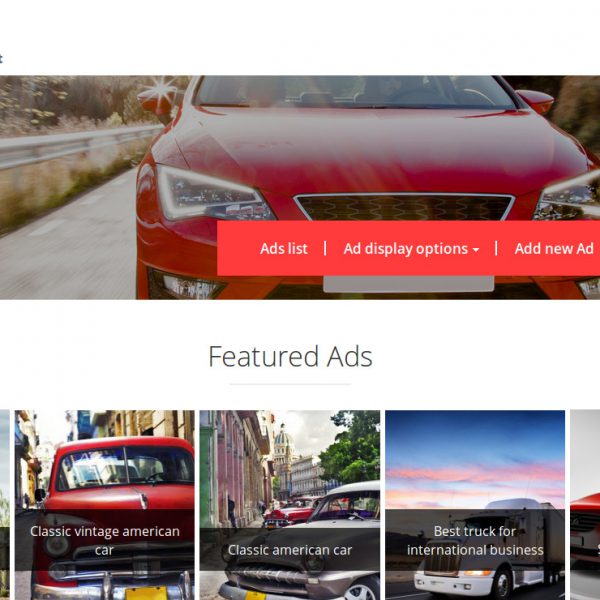 t
Ads list
Ad display options
Add new Ad
Featured Ads
Classic vintage american
car
Classic american car
Best truck for
international business